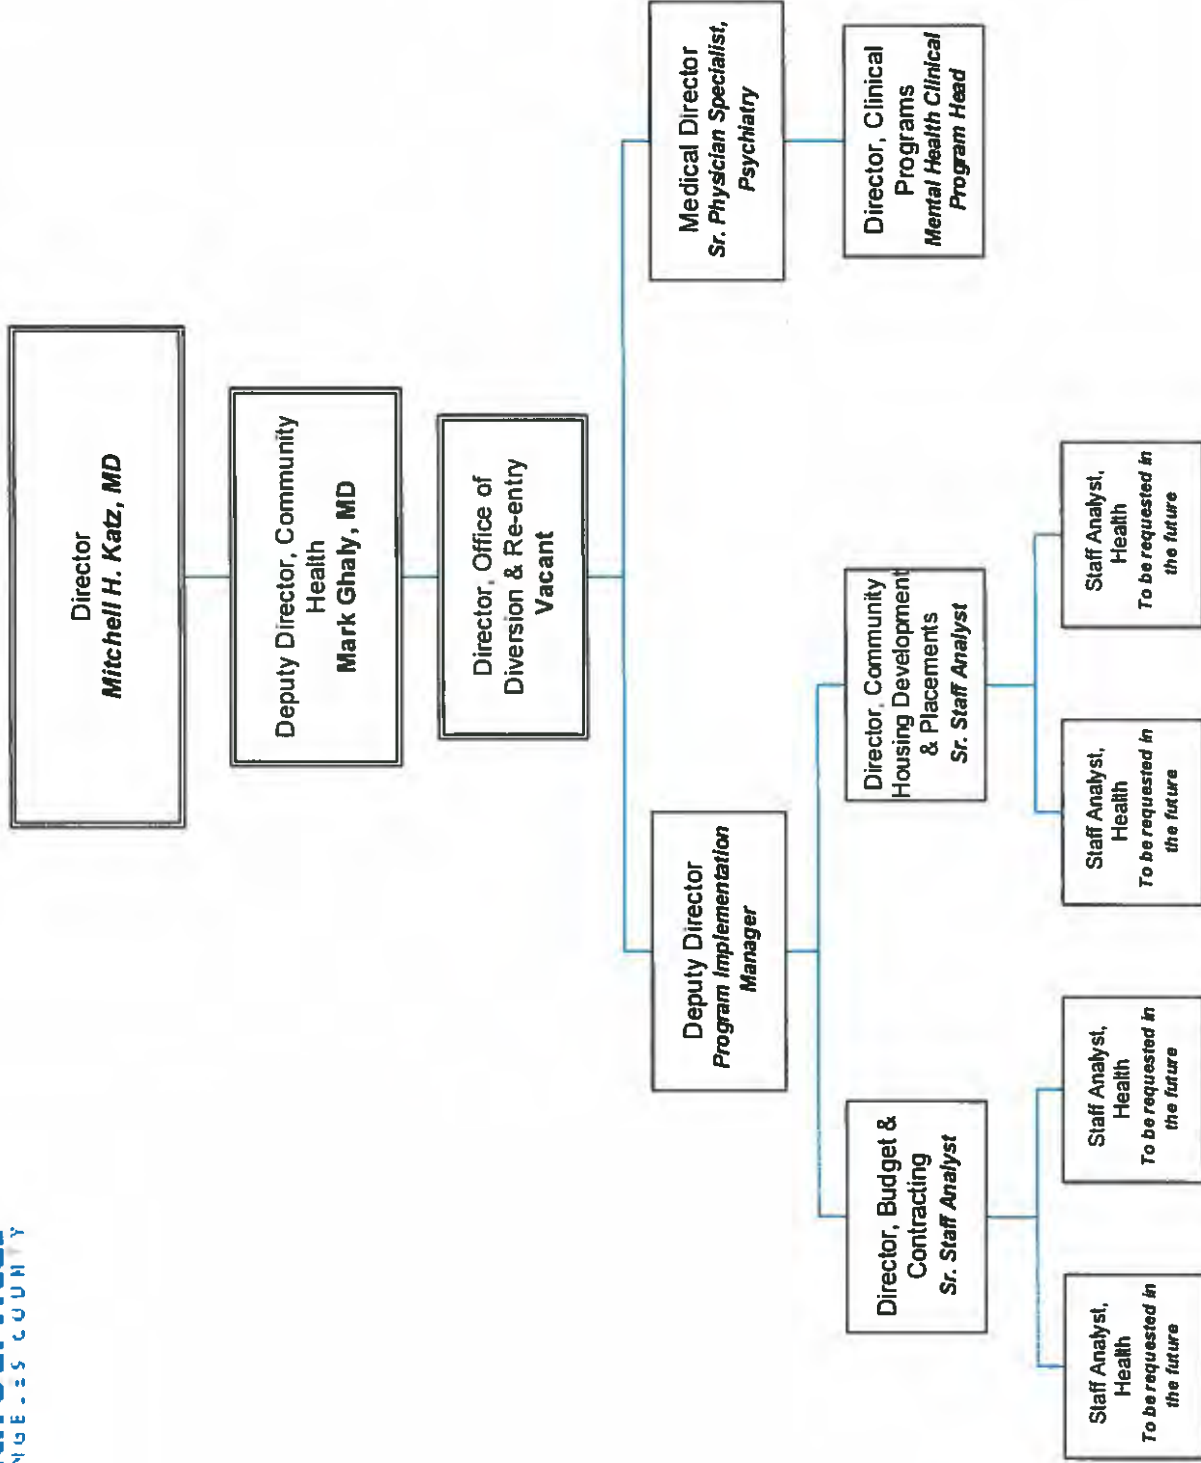 NGELES COUNTY
Director
Mitchell H. Katz, MD
Deputy Director, Community
Health
Mark Ghaly, MD
Director, Office of
Diversion & Re-entry
Vacant
Deputy Director
Program Implementation
Manager
Medical Director
Sr. Physician Specialist,
Psychiatry
Director, Budget &
Contracting
Sr. Staff Analyst
Director, Community
Housing Development
& Placements
Sr. Staff Analyst
Director, Clinical
Programs
Mental Health Clinical
Program Head
Staff Analyst,
Health
To be requested in
the future
Staff Analyst,
Health
To be requested in
the future
Staff Analyst,
Health
To be requested in
the future
Staff Analyst,
Health
To be requested in
the future